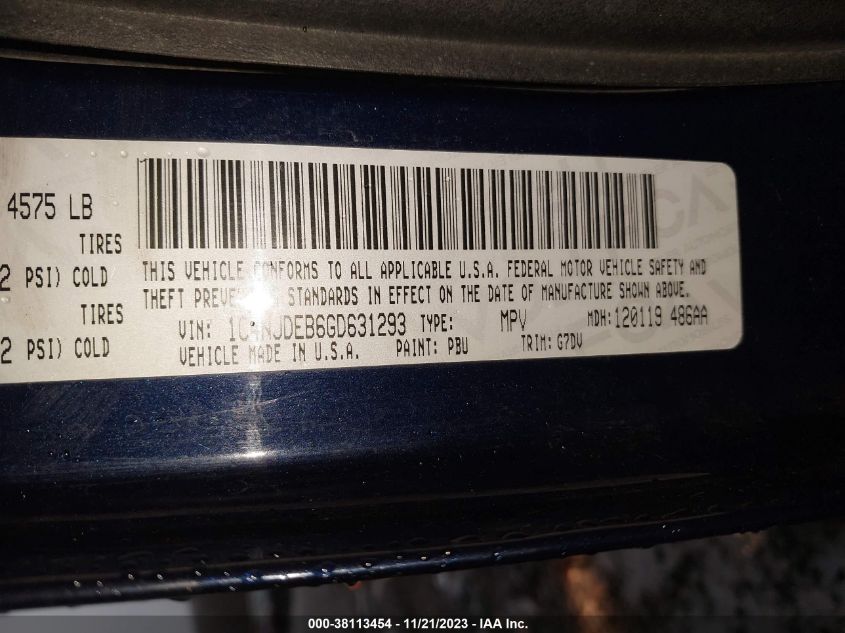 4575 LB
TIRES
2 PSI) COLD
TIRES
2 PSI) COLD
THIS VEHICLE CONFORMS TO ALL APPLICABLE U.S.A. FEDERAL MOTOR VEHICLE SAFETY AND
THEFT STANDARDS IN EFFECT ON THE DATE OF MANUFACTURE SHOWN ABOVE.
VIN: 1C4NJDEB6GD631293 TYPE: MPV MDH: 120119 486AA
VEHICLE MADE IN U.S.A. PAINT: PBU TRIM: G7DV
000-38113454 - 11/21/2023 - IAA Inc.